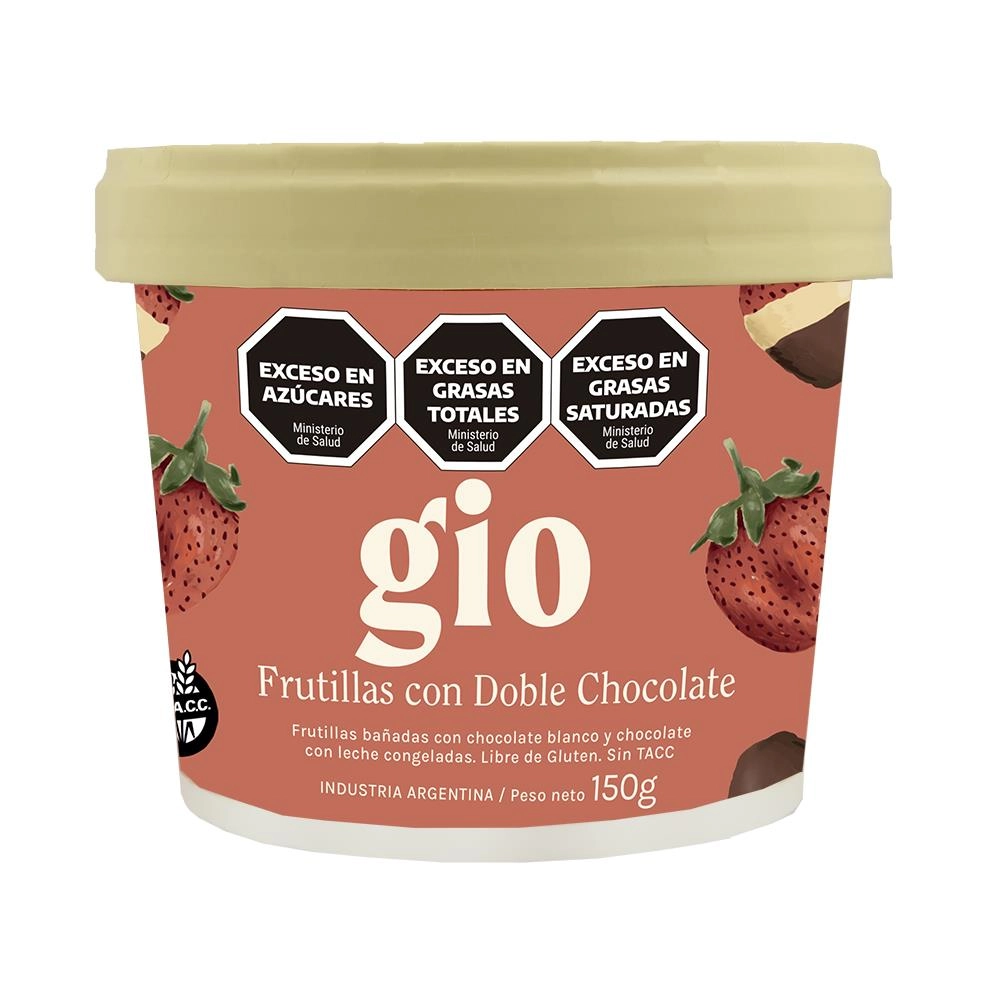 EXCESO EN
AZÚCARES
Ministerio
de Salud
EXCESO EN
GRASAS
TOTALES
Ministerio
de Salud
EXCESO EN
GRASAS
SATURADAS
Ministerio
de Salud
gio
Frutillas con Doble Chocolate
Frutillas bañadas con chocolate blanco y chocolate
con leche congeladas. Libre de Gluten. Sin TACC
INDUSTRIA ARGENTINA / Peso neto 150g
A.C.C.